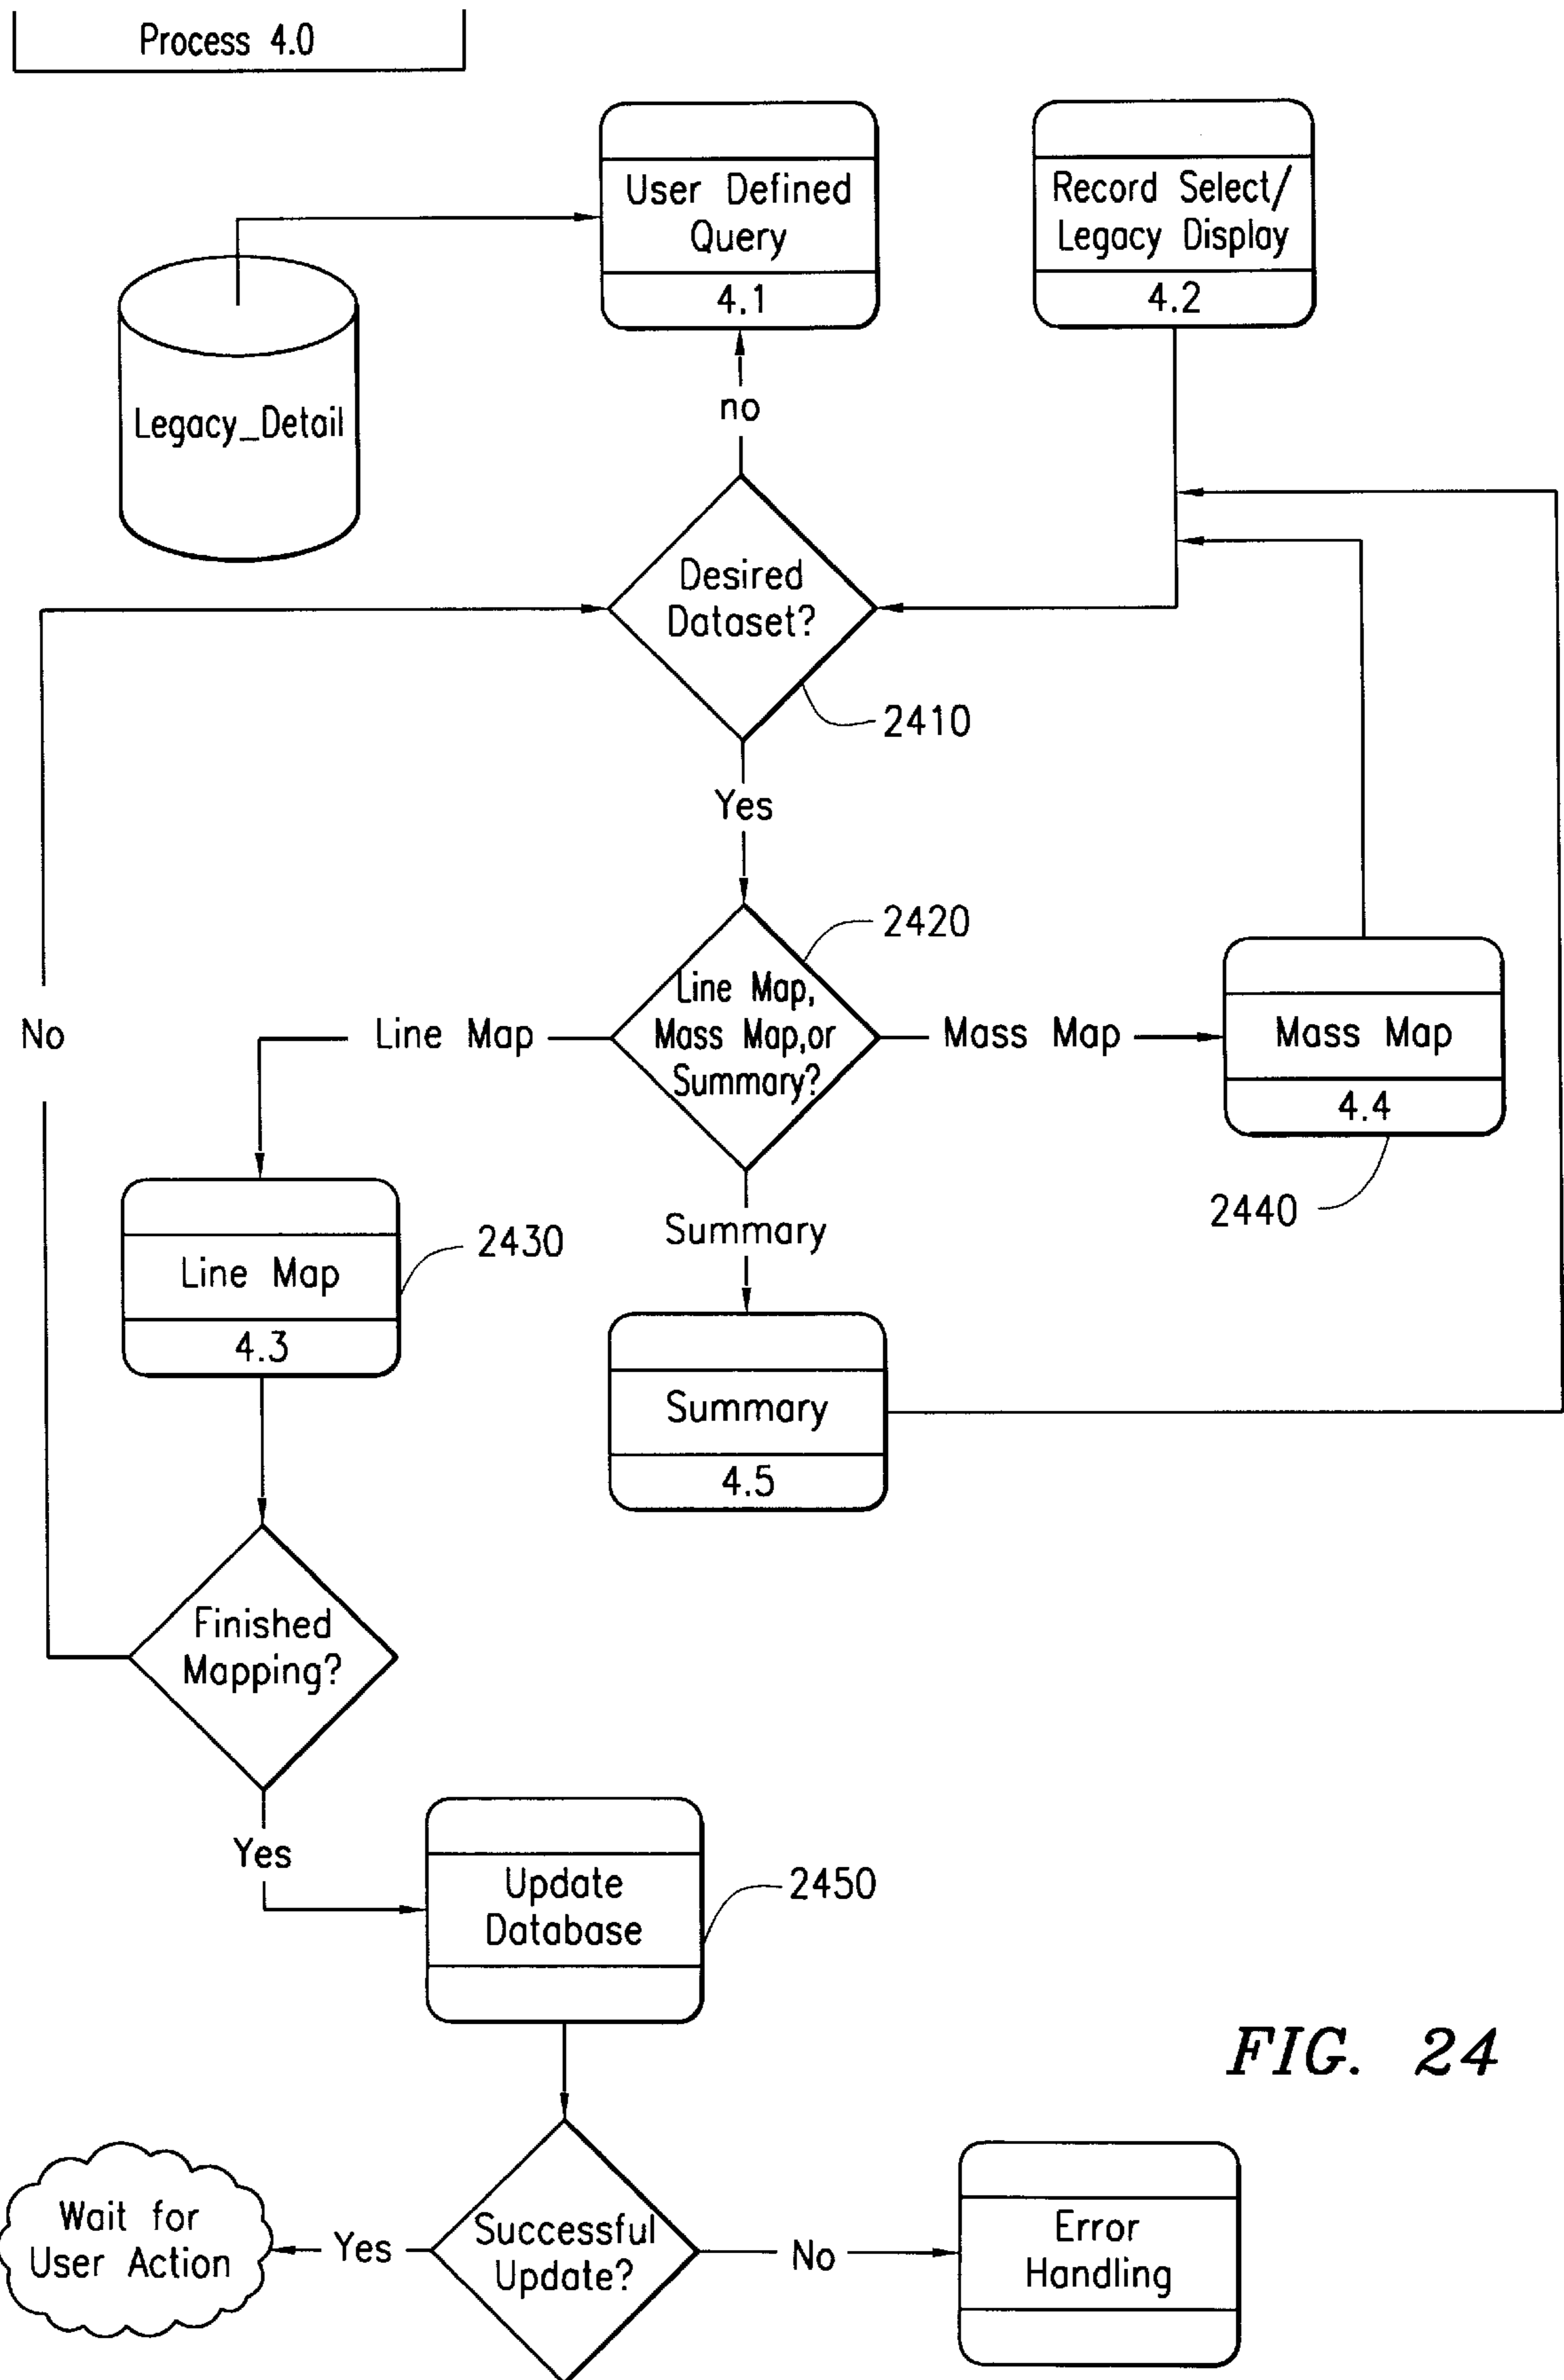 Process 4.0
User Defined
Query
4.1
Record Select/
Legacy Display
4.2
Legacy_Detail
no
Desired
Dataset?
2410
Yes
2420
Line Map,
Mass Map,or
Summary?
No
Line Map
Mass Map
Mass Map
4.4
2440
Line Map
4.3
2430
Summary
Summary
4.5
Finished
Mapping?
Yes
Update
Database
2450
FIG. 24
Wait for
User Action
Yes
Successful
Update?
No
Error
Handling